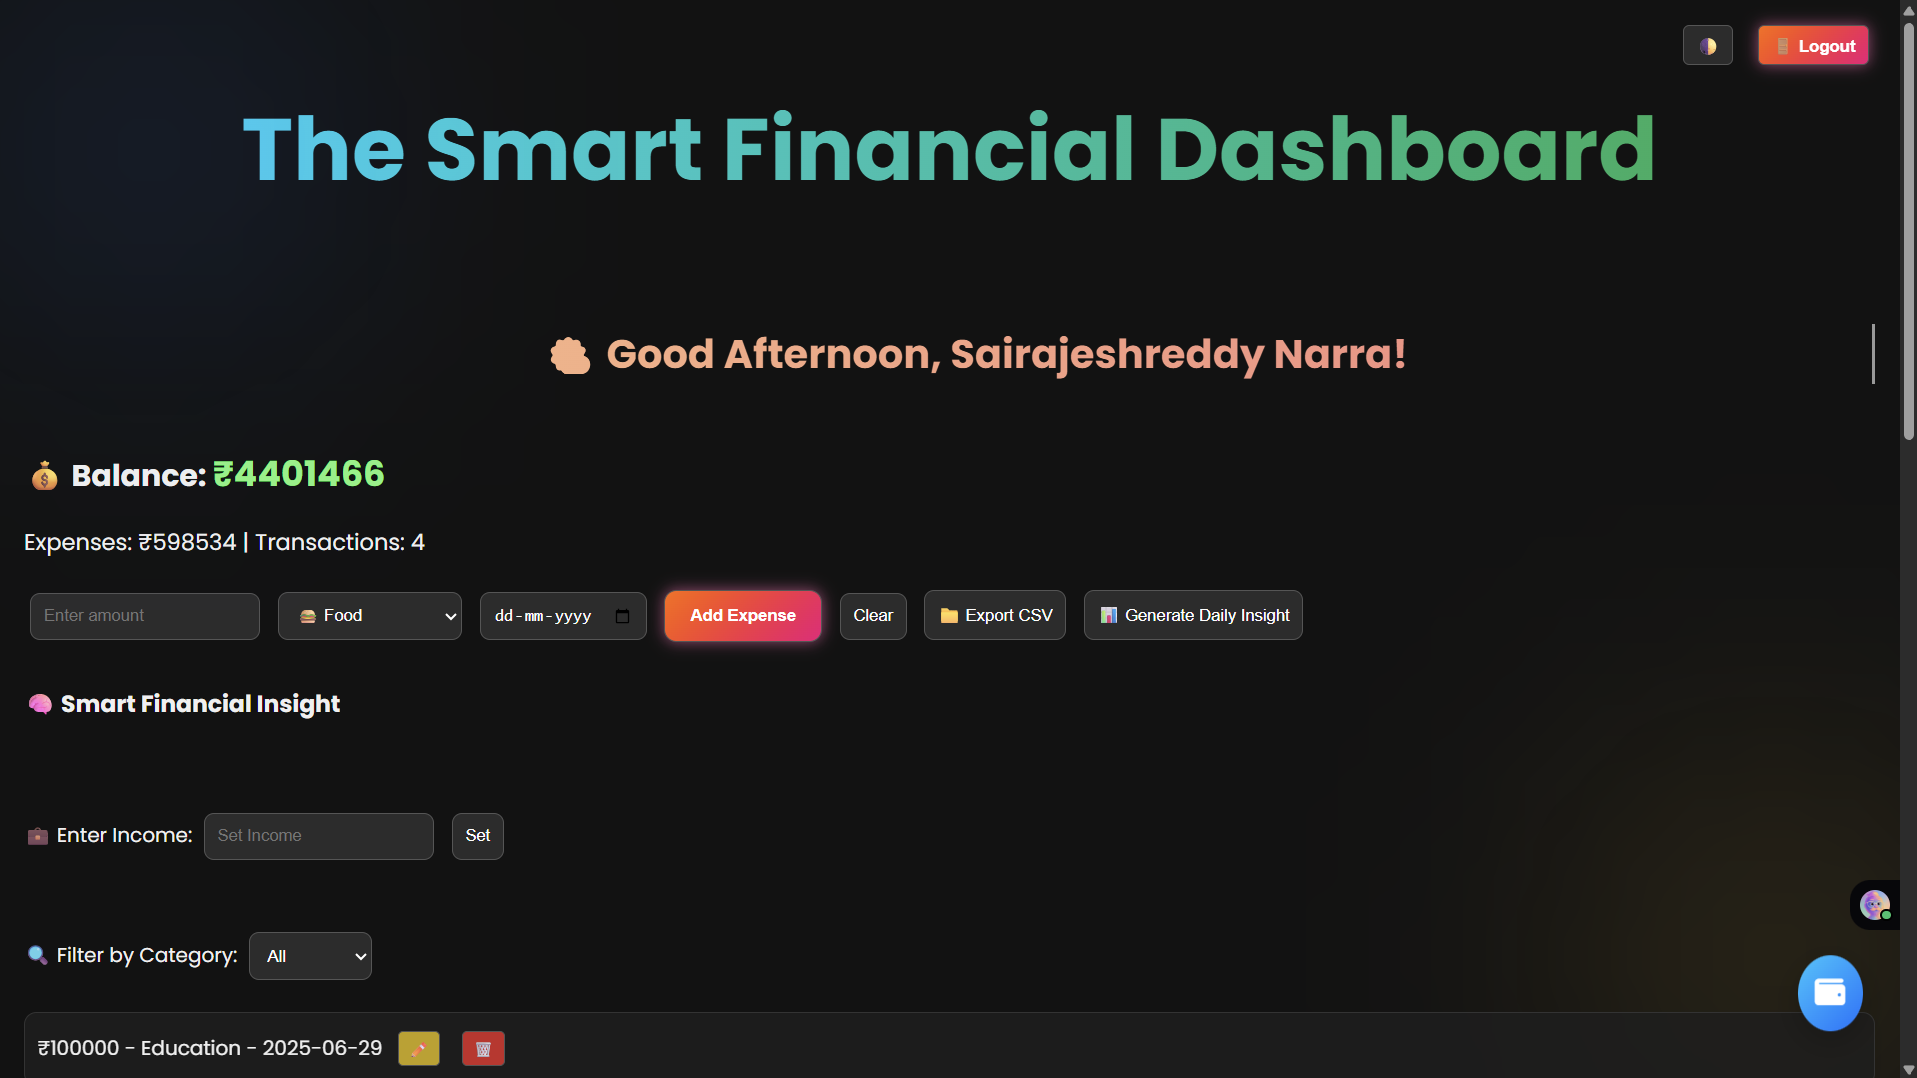 Logout
The Smart Financial Dashboard
Good Afternoon, Sairajeshreddy Narra!
Balance: ₹4401466
Expenses: ₹598534 | Transactions: 4
Enter amount Food dd-mm-yyyy Add Expense Clear Export CSV Generate Daily Insight
Smart Financial Insight
Enter Income: Set Income Set
Filter by Category: All
₹100000 - Education - 2025-06-29